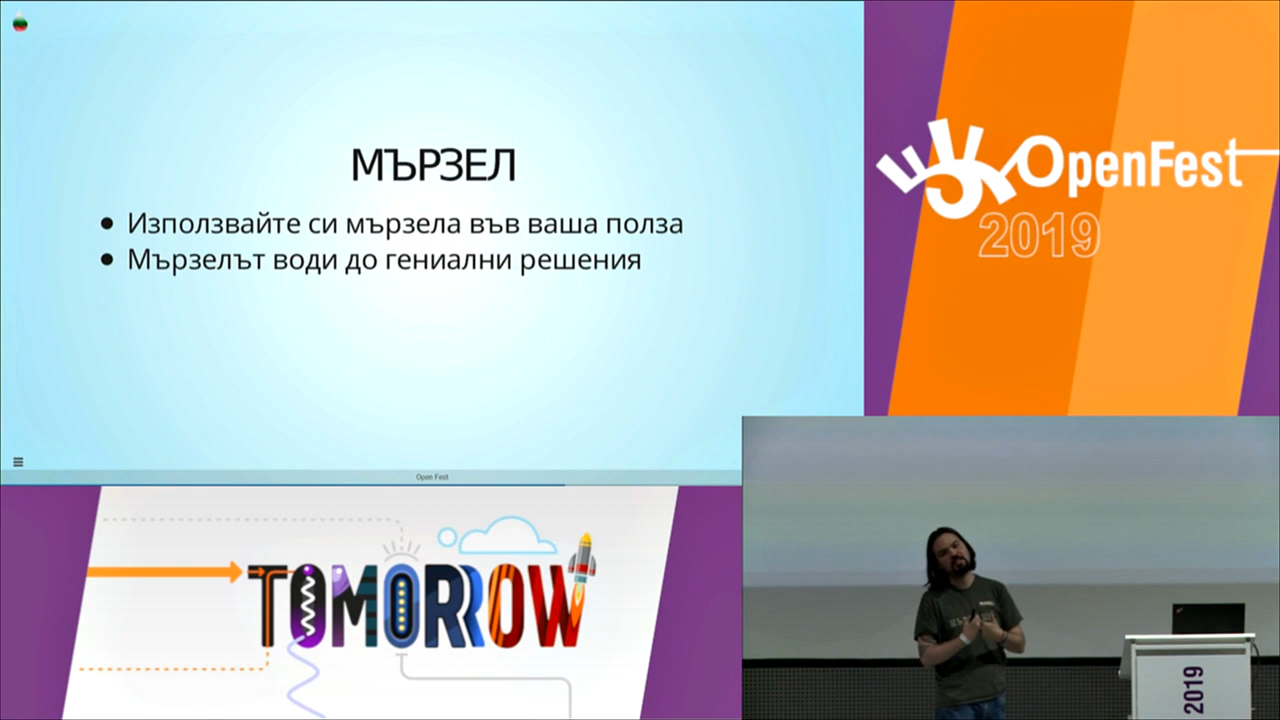 МЪРЗЕЛ
Използвайте си мързела във ваша полза
Мързелът води до гениални решения
Open Fest
OpenFest
2019
TOMORROW
2019